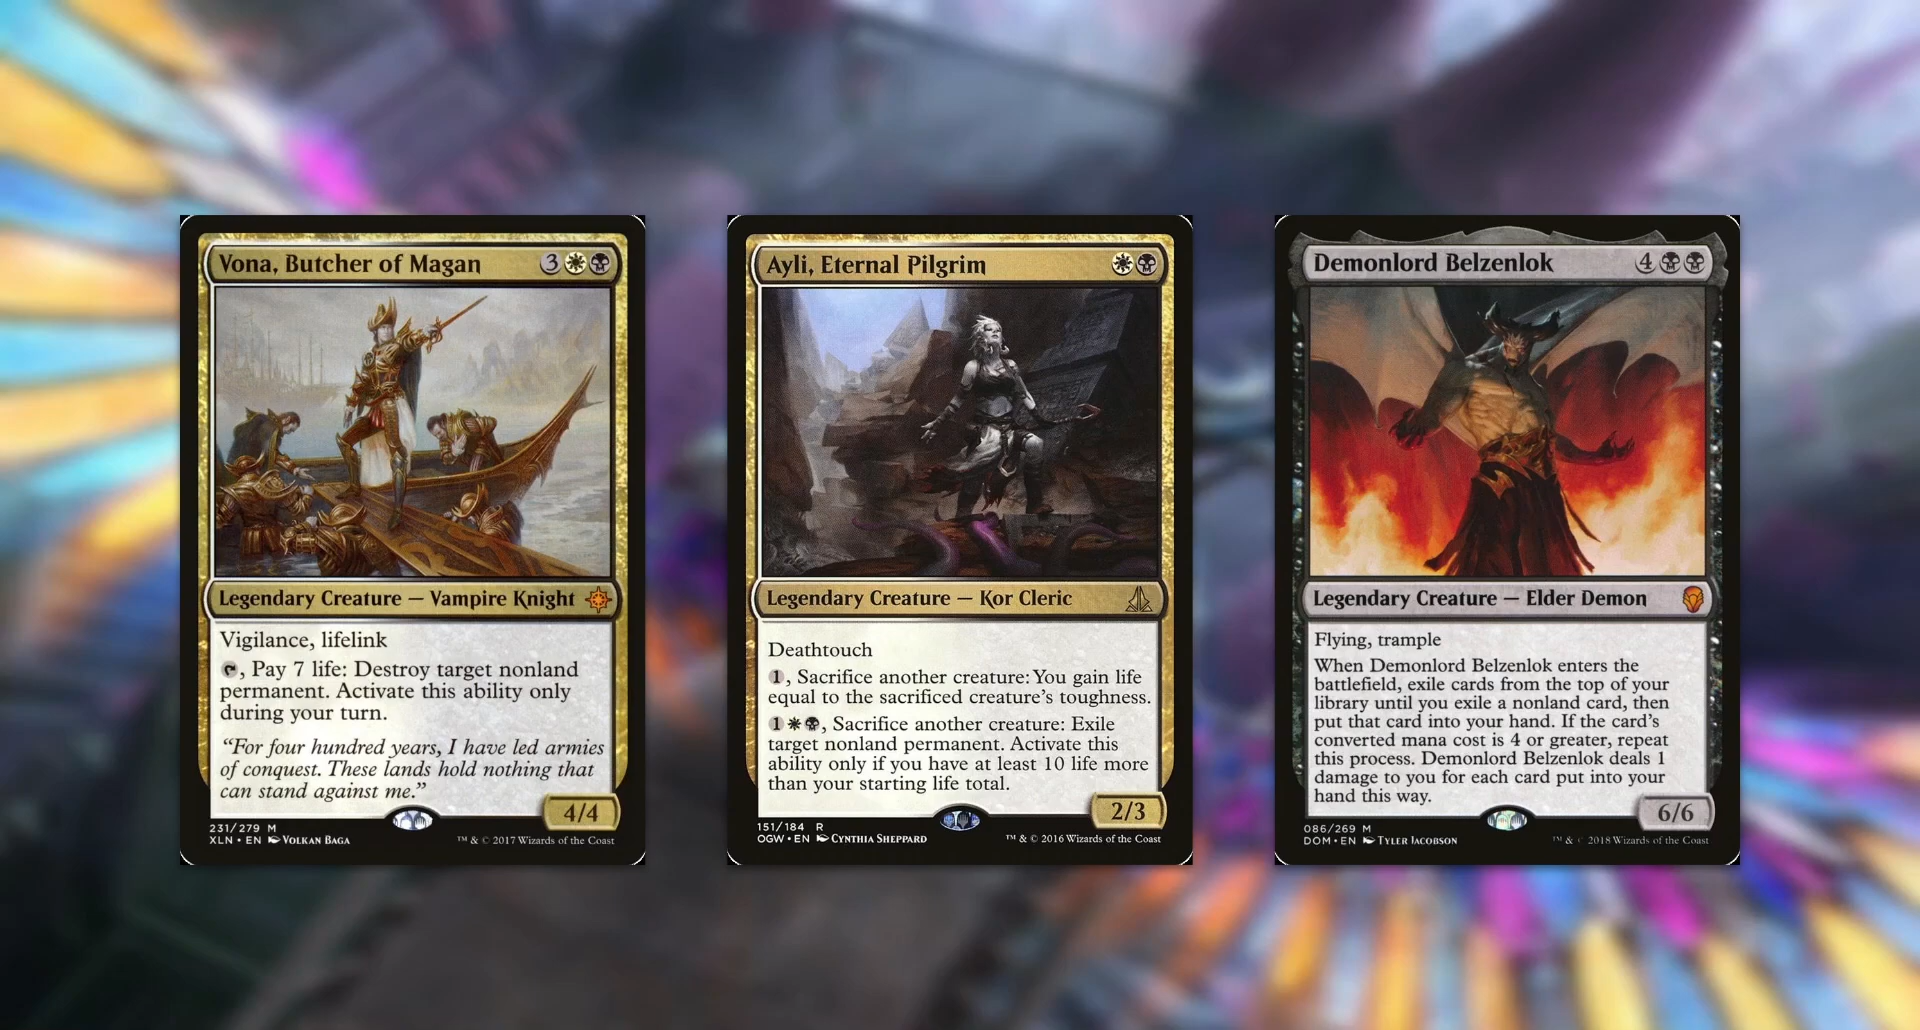 Vona, Butcher of Magan 3
Legendary Creature — Vampire Knight
Vigilance, lifelink
, Pay 7 life: Destroy target nonland
permanent. Activate this ability only
during your turn.
“For four hundred years, I have led armies
of conquest. These lands hold nothing that
can stand against me.”
4/4
231/279 M
XLN • EN VOLKAN BAGA
™ & © 2017 Wizards of the Coast
Ayli, Eternal Pilgrim
Legendary Creature — Kor Cleric
Deathtouch
1, Sacrifice another creature: You gain life
equal to the sacrificed creature’s toughness.
1, Sacrifice another creature: Exile
target nonland permanent. Activate this
ability only if you have at least 10 life more
than your starting life total.
2/3
151/184 R
OGW • EN CYNTHIA SHEPPARD
™ & © 2016 Wizards of the Coast
Demonlord Belzenlok 4
Legendary Creature — Elder Demon
Flying, trample
When Demonlord Belzenlok enters the
battlefield, exile cards from the top of your
library until you exile a nonland card, then
put that card into your hand. If the card’s
converted mana cost is 4 or greater, repeat
this process. Demonlord Belzenlok deals 1
damage to you for each card put into your
hand this way.
6/6
086/269 M
DOM • EN TYLER JACOBSON
™ & © 2018 Wizards of the Coast